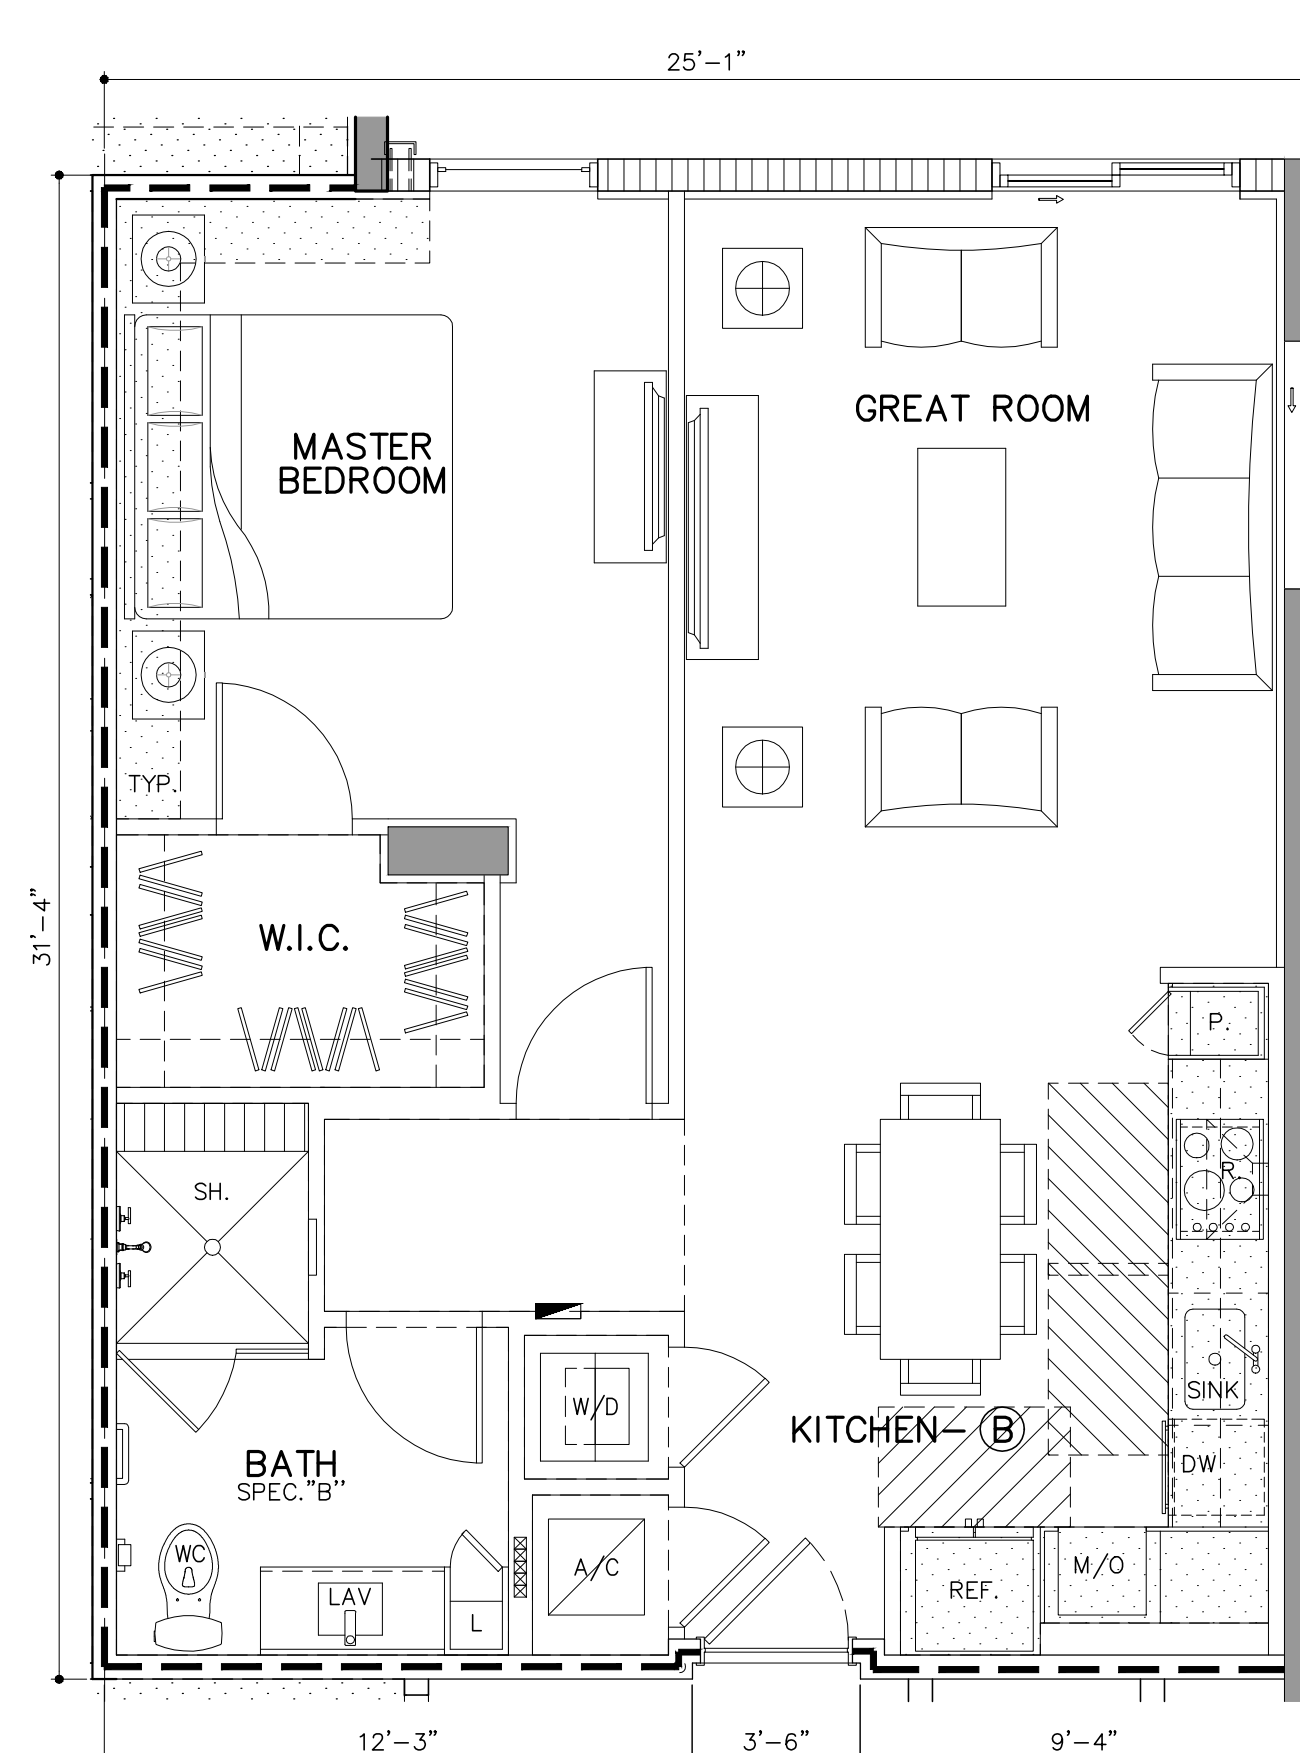 25'-1"
GREAT ROOM
MASTER
BEDROOM
TYP.
31'-4"
W.I.C.
P.
R.
SH.
SINK
W/D
KITCHEN- B
BATH
SPEC."B"
DW
WC
A/C
M/O
REF.
LAV
L
12'-3"
3'-6"
9'-4"